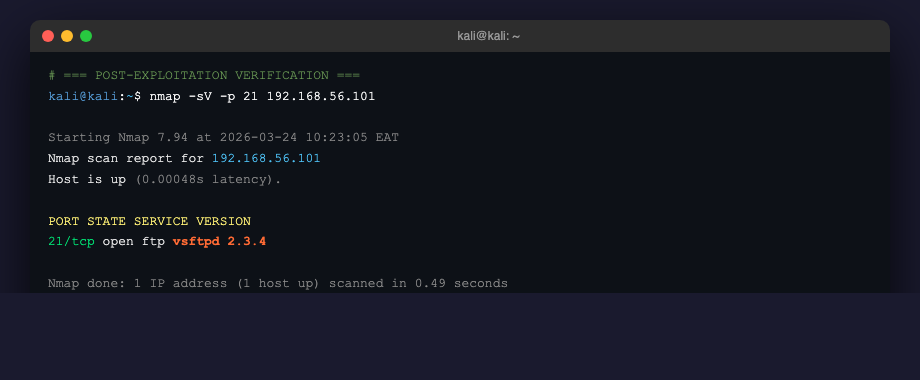 kali@kali: ~
# === POST-EXPLOITATION VERIFICATION ===
kali@kali:~$ nmap -sV -p 21 192.168.56.101
Starting Nmap 7.94 at 2026-03-24 10:23:05 EAT
Nmap scan report for 192.168.56.101
Host is up (0.00048s latency).
PORT STATE SERVICE VERSION
21/tcp open ftp vsftpd 2.3.4
Nmap done: 1 IP address (1 host up) scanned in 0.49 seconds